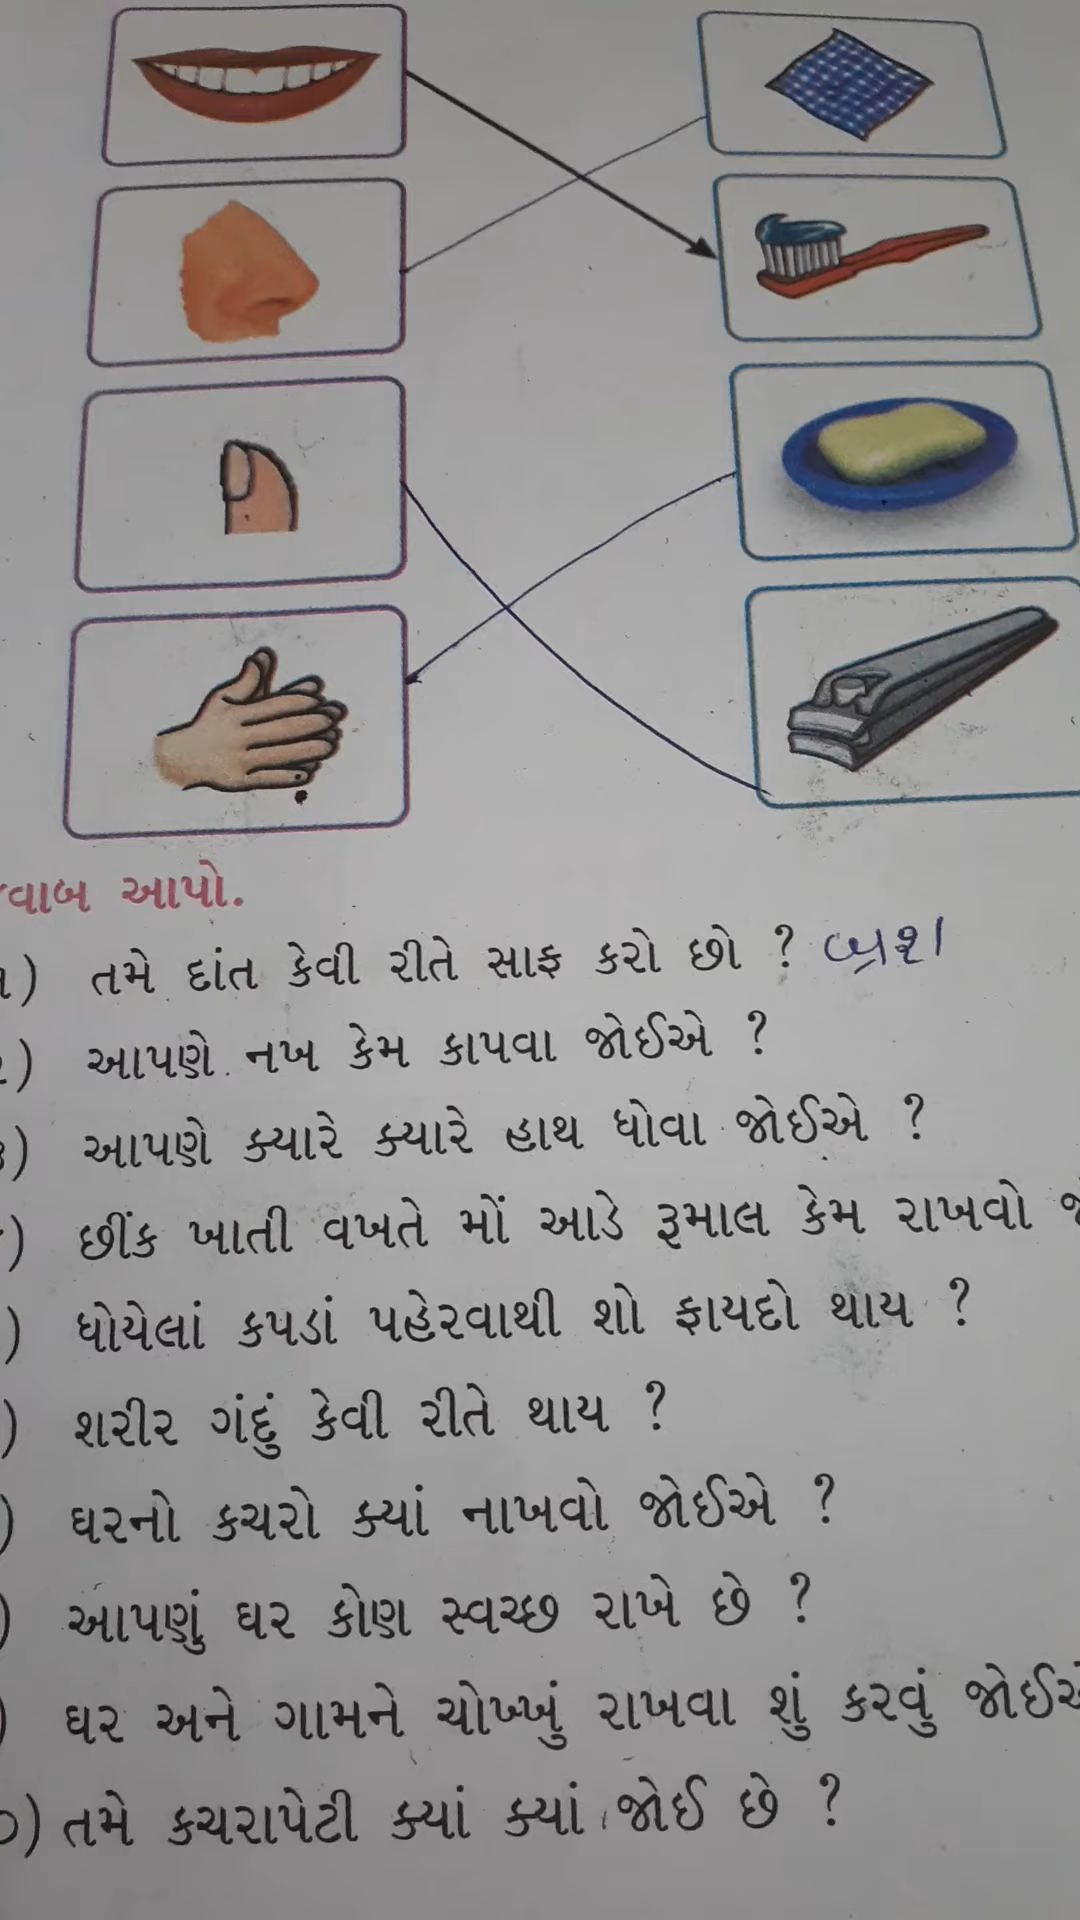 આપો.
તમે દાંત કેવી રીતે સાફ કરો છો ? બ્રશ
આપણે નખ કેમ કાપવા જોઈએ ?
આપણે ક્યારે ક્યારે હાથ ધોવા જોઈએ ?
છીંક ખાતી વખતે મોં આડે રૂમાલ કેમ રાખવો
ધોયેલાં કપડાં પહેરવાથી શો ફાયદો થાય ?
શરીર ગંદું કેવી રીતે થાય ?
ઘરનો કચરો ક્યાં નાખવો જોઈએ ?
આપણું ઘર કોણ સ્વચ્છ રાખે છે ?
ઘર અને ગામને ચોખ્ખું રાખવા શું કરવું
તમે કચરાપેટી ક્યાં ક્યાં જોઈ છે ?